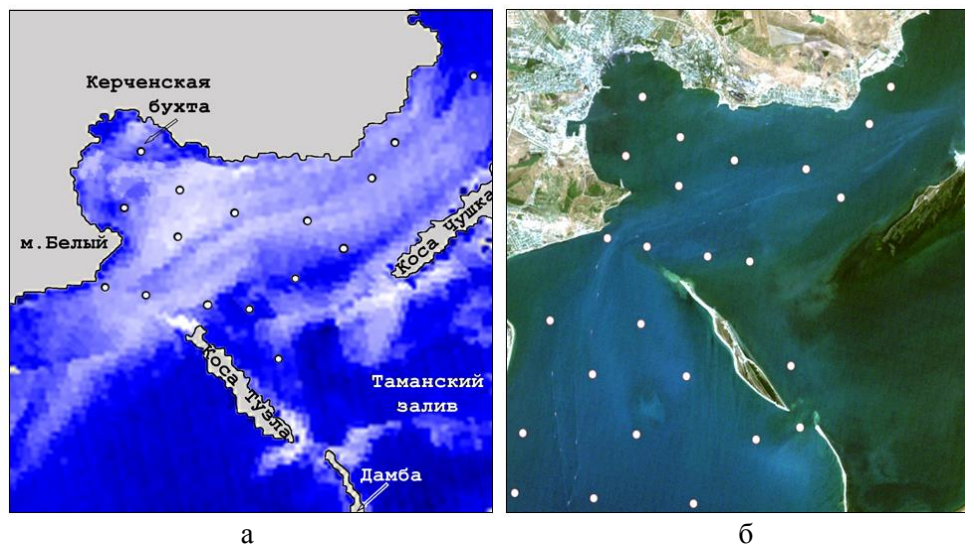 Керченская
бухта
м.Белый
Коса Чушка
Коса Тузла
Таманский
залив
Дамба
а
б